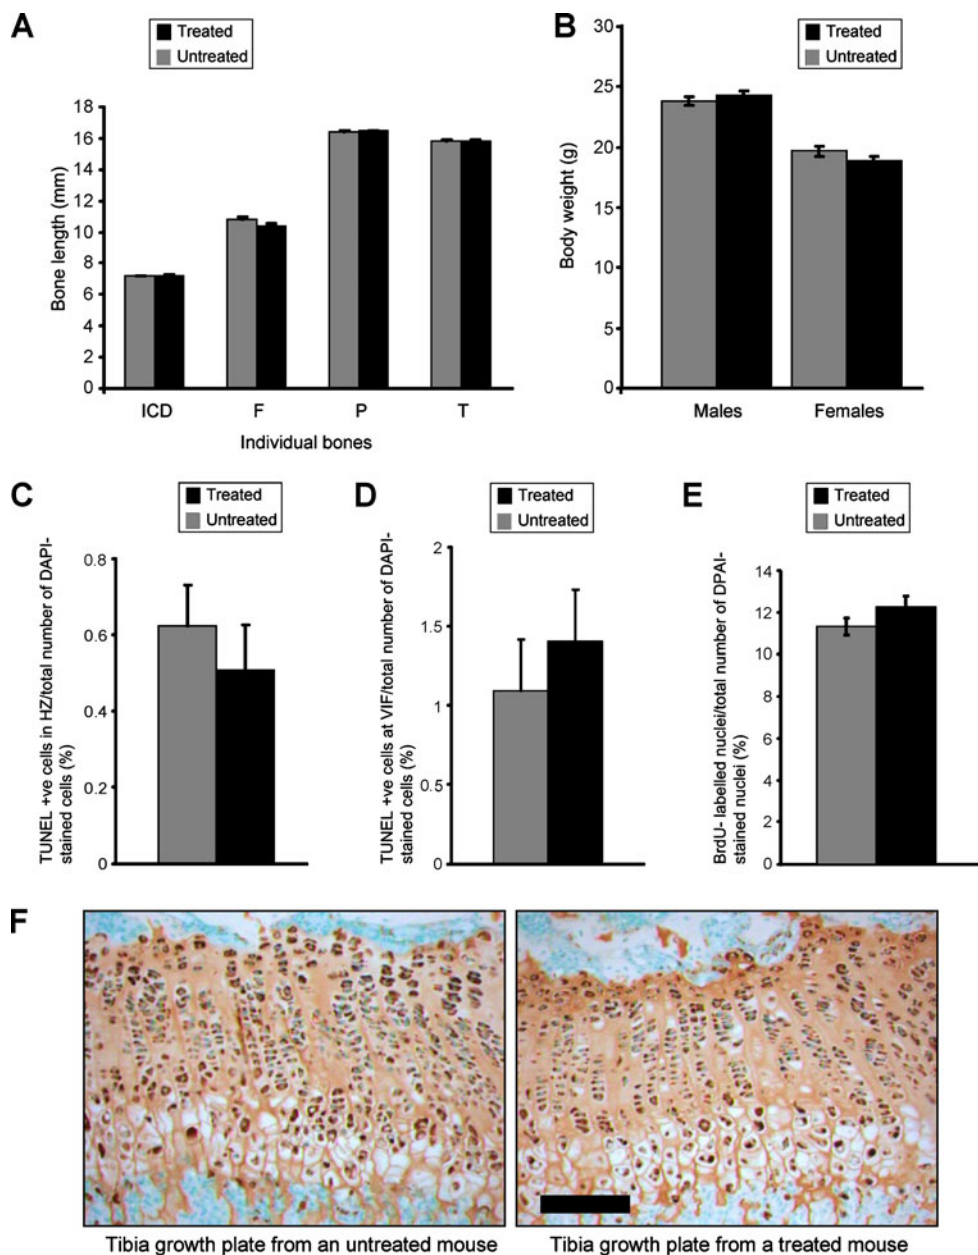 A
Treated
Untreated
Bone length (mm)
18
16
14
12
10
8
6
4
2
0
ICD
F
P
T
Individual bones
B
Treated
Untreated
Body weight (g)
30
25
20
15
10
5
0
Males
Females
C
Treated
Untreated
TUNEL +ve cells in HZ/total number of DAPI-
stained cells (%)
0.8
0.6
0.4
0.2
0
D
Treated
Untreated
TUNEL +ve cells at VIF/total number of DAPI-
stained cells (%)
2
1.5
1
0.5
0
E
Treated
Untreated
BrdU- labelled nuclei/total number of DPAI-
stained nuclei (%)
14
12
10
8
6
4
2
0
F
Tibia growth plate from an untreated mouse
Tibia growth plate from a treated mouse